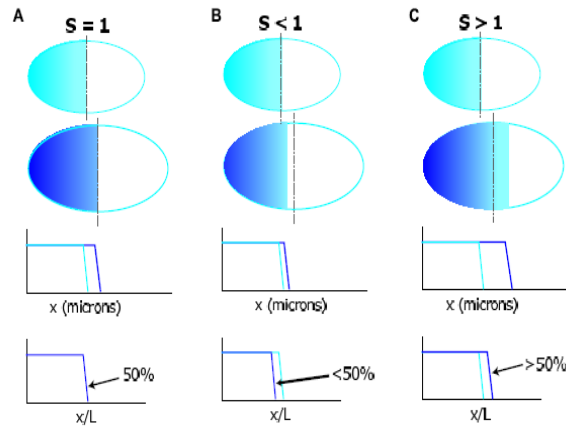 A
S = 1
B
S < 1
C
S > 1
x (microns)
x (microns)
x (microns)
50%
<50%
>50%
x/L
x/L
x/L